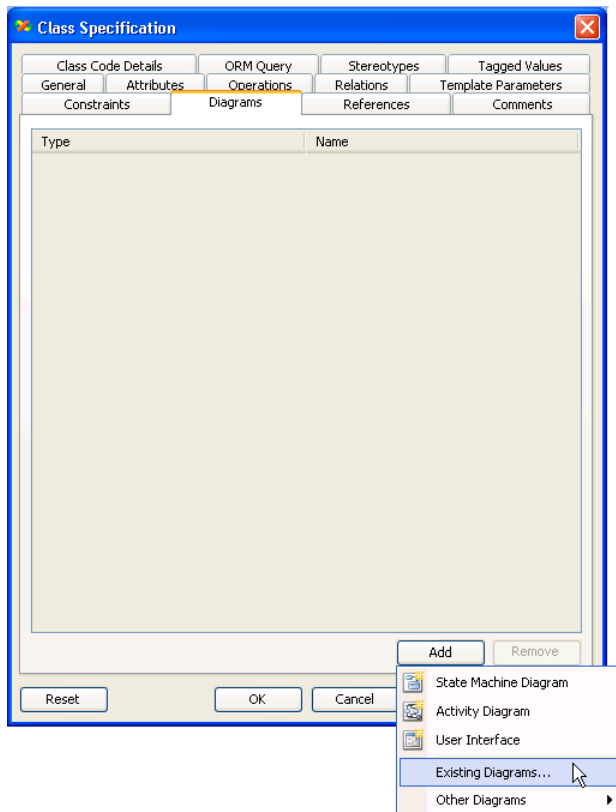 Class Specification
Class Code Details ORM Query Stereotypes Tagged Values
General Attributes Operations Relations Template Parameters
Constraints Diagrams References Comments
Type Name
Add Remove
Reset OK Cancel
State Machine Diagram
Activity Diagram
User Interface
Existing Diagrams...
Other Diagrams